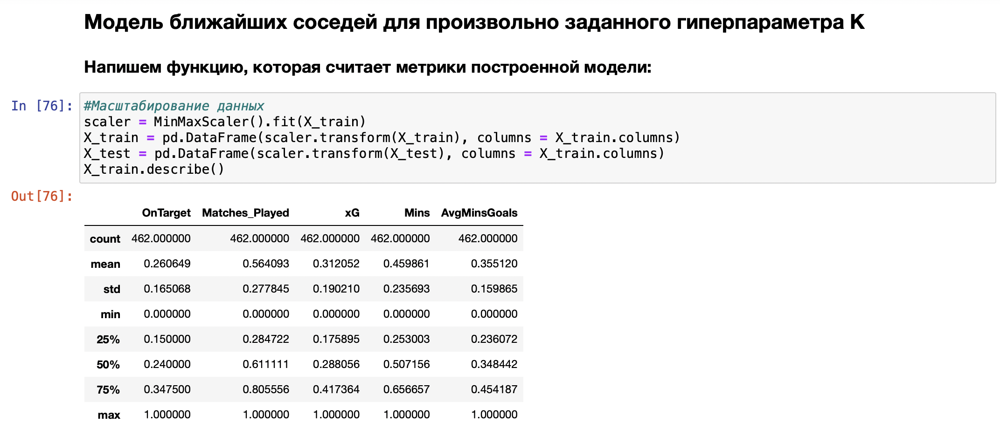 Модель ближайших соседей для произвольно заданного гиперпараметра K
Напишем функцию, которая считает метрики построенной модели:
In [76]:
#Масштабирование данных
scaler = MinMaxScaler().fit(X_train)
X_train = pd.DataFrame(scaler.transform(X_train), columns = X_train.columns)
X_test = pd.DataFrame(scaler.transform(X_test), columns = X_train.columns)
X_train.describe()
Out[76]:
OnTarget Matches_Played xG Mins AvgMinsGoals
count 462.000000 462.000000 462.000000 462.000000 462.000000
mean 0.260649 0.564093 0.312052 0.459861 0.355120
std 0.165068 0.277845 0.190210 0.235693 0.159865
min 0.000000 0.000000 0.000000 0.000000 0.000000
25% 0.150000 0.284722 0.175895 0.253003 0.236072
50% 0.240000 0.611111 0.288056 0.507156 0.348442
75% 0.347500 0.805556 0.417364 0.656657 0.454187
max 1.000000 1.000000 1.000000 1.000000 1.000000